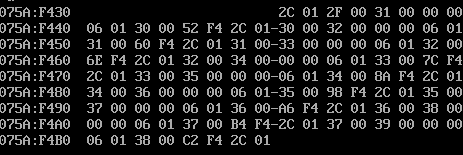 075A:F430 2C 01 2F 00 31 00 00 00
075A:F440 06 01 30 00 52 F4 2C 01-30 00 32 00 00 00 06 01
075A:F450 31 00 60 F4 2C 01 31 00-33 00 00 00 06 01 32 00
075A:F460 6E F4 2C 01 32 00 34 00-00 00 06 01 33 00 7C F4
075A:F470 2C 01 33 00 35 00 00 00-06 01 34 00 8A F4 2C 01
075A:F480 34 00 36 00 00 00 06 01-35 00 98 F4 2C 01 35 00
075A:F490 37 00 00 00 06 01 36 00-A6 F4 2C 01 36 00 38 00
075A:F4A0 00 00 06 01 37 00 B4 F4-2C 01 37 00 39 00 00 00
075A:F4B0 06 01 38 00 C2 F4 2C 01